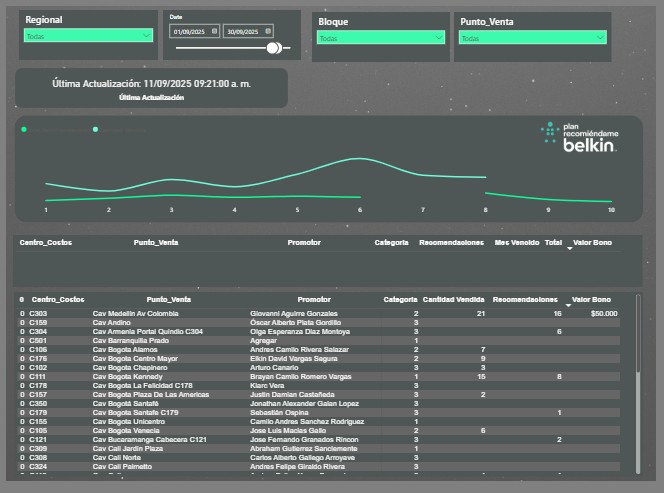 Regional
Todas
Date
01/09/2025 30/09/2025
Bloque
Todas
Punto_Venta
Todas
Última Actualización: 11/09/2025 09:21:00 a. m.
Última Actualización
plan
recomiéndame
belkin
1 2 3 4 5 6 7 8 9 10
Centro_Costos Punto_Venta Promotor Categoria Recomendaciones Mes Vencido Total Valor Bono
0 Centro_Costos Punto_Venta Promotor Categoria Cantidad Vendida Recomendaciones Valor Bono
0 C303 Cav Medellin Av Colombia Giovanni Aguirre Gonzales 2 21 16 $50.000
0 C159 Cav Andino Óscar Alberto Plata Gordillo 3
0 C304 Cav Armenia Portal Quindio C304 Olga Esperanza Diaz Montoya 3 6
0 C501 Cav Barranquilla Prado Agregar 1
0 C106 Cav Bogota Alamos Andres Camilo Rivera Salazar 2 7
0 C176 Cav Bogota Centro Mayor Elkin David Vargas Segura 2 9
0 C102 Cav Bogota Chapinero Arturo Canario 3 3
0 C111 Cav Bogota Kennedy Brayan Camilo Romero Vargas 1 15 8
0 C178 Cav Bogota La Felicidad C178 Klarc Vera 3
0 C157 Cav Bogota Plaza De Las Americas Justin Damian Castañeda 3 2
0 C350 Cav Bogotá Santafé Jonathan Alexander Galan Lopez 3
0 C179 Cav Bogota Santafe C179 Sebastián Ospina 3 1
0 C155 Cav Bogota Unicentro Camilo Andres Sanchez Rodriguez 1
0 C105 Cav Bogota Venecia Jose Luis Macias Gallo 2 6
0 C121 Cav Bucaramanga Cabecera C121 Jose Fernando Granados Rincon 3 2
0 C309 Cav Cali Jardin Plaza Abraham Gutierrez Sanclemente 1
0 C308 Cav Cali Norte Carlos Alberto Gallego Arroyave 3
0 C324 Cav Cali Palmetto Andres Felipe Giraldo Rivera 3